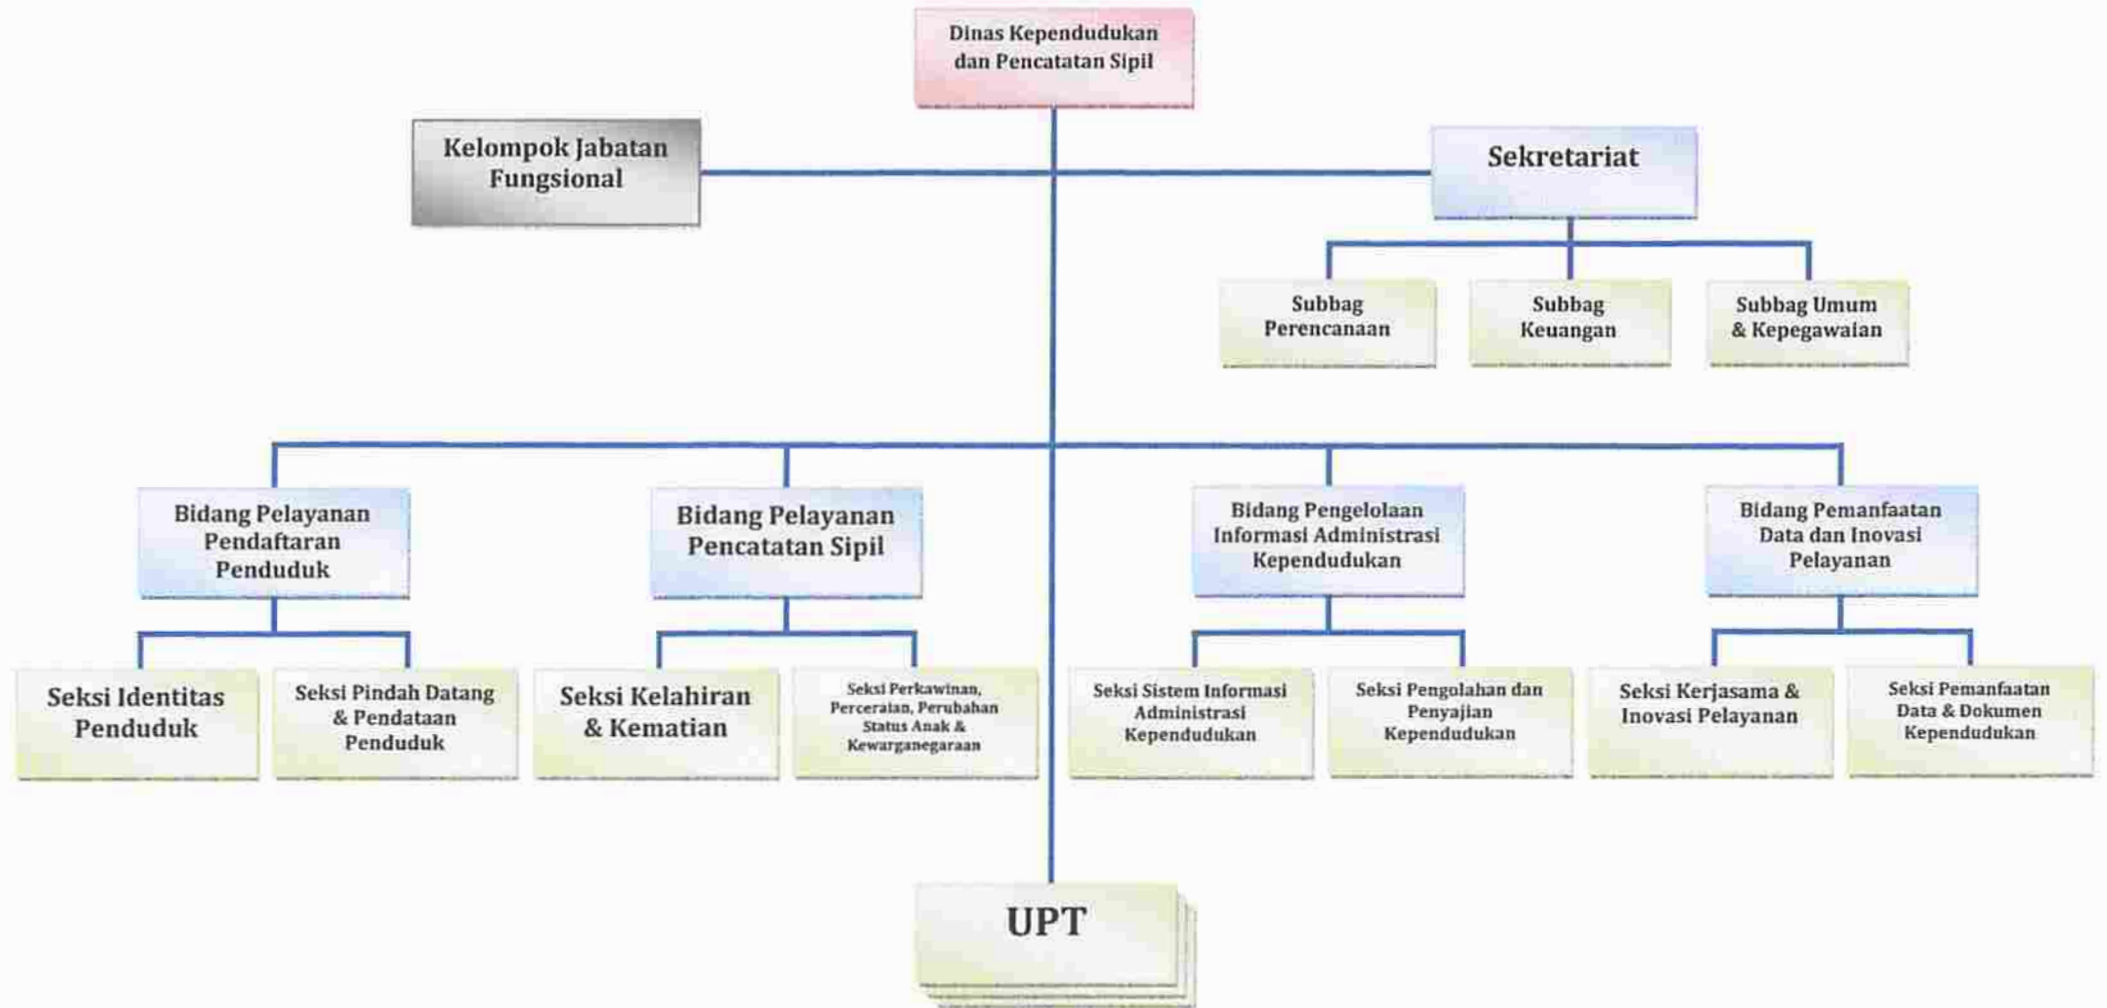 Dinas Kependudukan
dan Pencatatan Sipil
Kelompok Jabatan
Fungsional
Sekretariat
Subbag
Perencanaan
Subbag
Keuangan
Subbag Umum
& Kepegawaian
Bidang Pelayanan
Pendaftaran
Penduduk
Bidang Pelayanan
Pencatatan Sipil
Bidang Pengelolaan
Informasi Administrasi
Kependudukan
Bidang Pemanfaatan
Data dan Inovasi
Pelayanan
Seksi Identitas
Penduduk
Seksi Pindah Datang
& Pendataan
Penduduk
Seksi Kelahiran
& Kematian
Seksi Perkawinan,
Perceraian, Perubahan
Status Anak &
Kewarganegaraan
Seksi Sistem Informasi
Administrasi
Kependudukan
Seksi Pengolahan dan
Penyajian
Kependudukan
Seksi Kerjasama &
Inovasi Pelayanan
Seksi Pemanfaatan
Data & Dokumen
Kependudukan
UPT